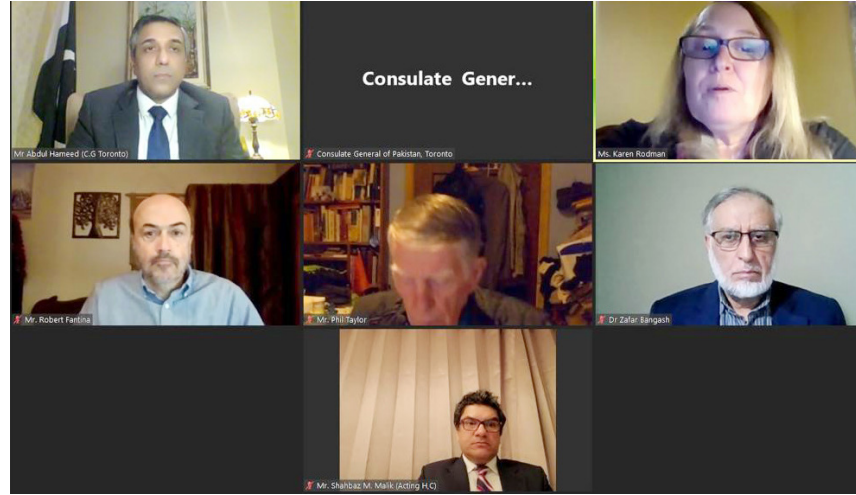 Consulate Gener...
Mr Abdul Hameed (C.G Toronto)
Consulate General of Pakistan, Toronto
Ms. Karen Rodman
Mr. Robert Fantina
Mr. Phil Taylor
Dr Zafar Bangash
Mr. Shahbaz M. Malik (Acting H.C)